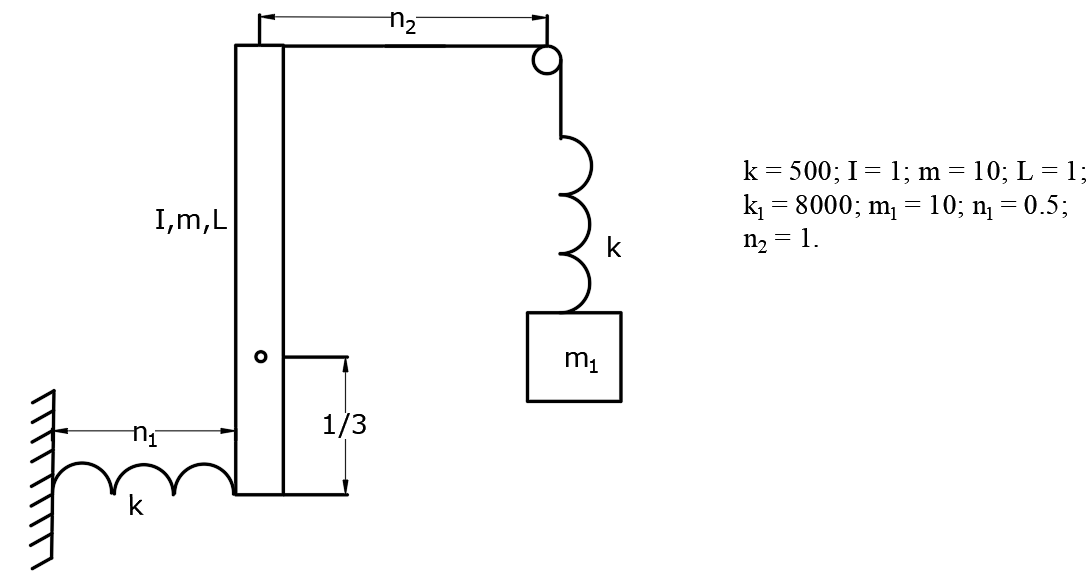 n₂
k = 500; I = 1; m = 10; L = 1;
k₁ = 8000; m₁ = 10; n₁ = 0.5;
n₂ = 1.
I,m,L
k
m₁
1/3
n₁
k